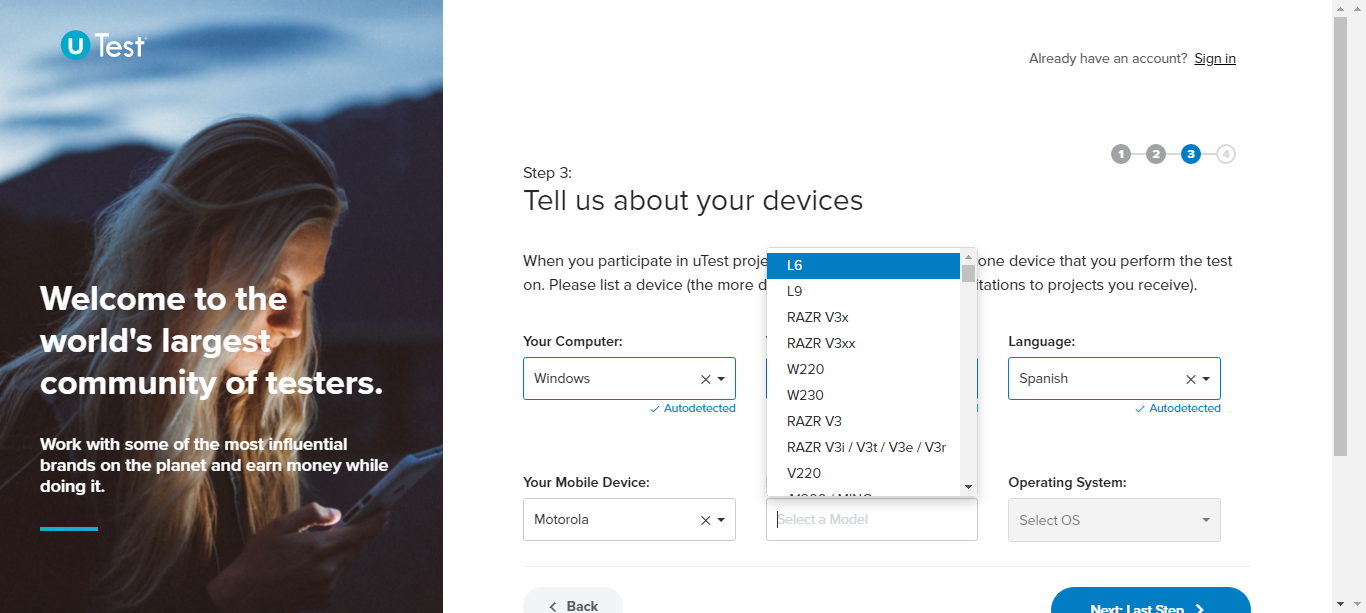 U Test
Already have an account? Sign in
1 2 3 4
Step 3:
Tell us about your devices
When you participate in uTest proje one device that you perform the test
on. Please list a device (the more d itations to projects you receive).
Welcome to the
world's largest
community of testers.
Work with some of the most influential
brands on the planet and earn money while
doing it.
Your Computer:
Windows
Autodetected
Language:
Spanish
Autodetected
Your Mobile Device:
Motorola
L6
L9
RAZR V3x
RAZR V3xx
W220
W230
RAZR V3
RAZR V3i / V3t / V3e / V3r
V220
Select a Model
Operating System:
Select OS
Back
Next: Last Step